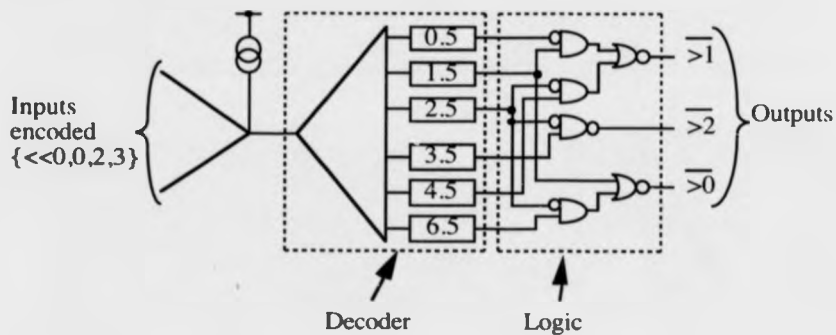 0.5
1.5
2.5
3.5
4.5
6.5
Inputs
encoded
{<<0,0,2,3}
>1
>2
>0
Outputs
Decoder
Logic